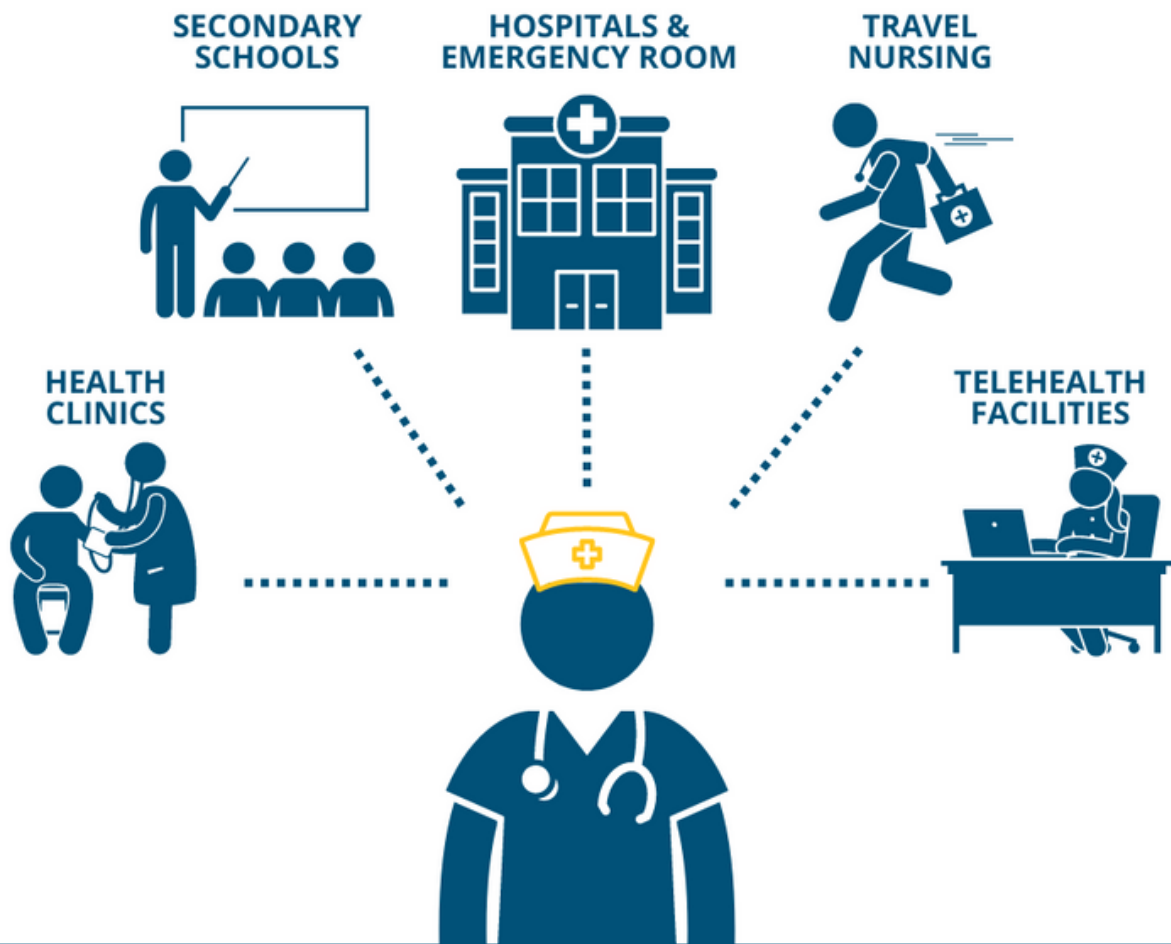 SECONDARY
SCHOOLS
HOSPITALS &
EMERGENCY ROOM
TRAVEL
NURSING
HEALTH
CLINICS
TELEHEALTH
FACILITIES